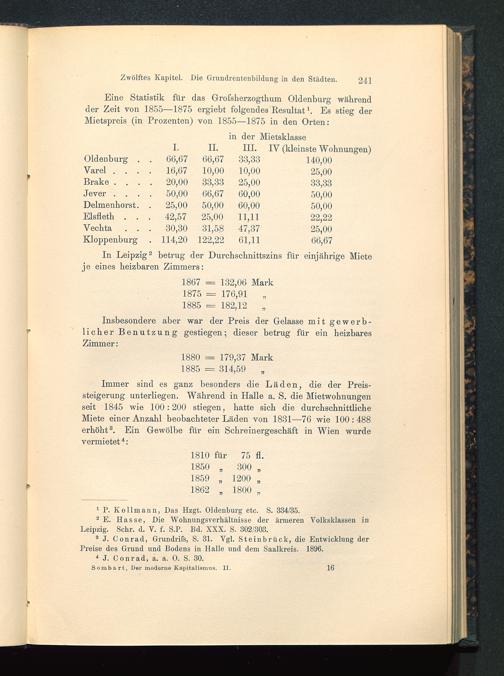 Zwölftes Kapitel. Die Grundrentenbildung in den Städten. 241
Eine Statistik für das Großherzogthum Oldenburg während
der Zeit von 1855—1875 ergiebt folgendes Resultat¹. Es stieg der
Mietspreis (in Prozenten) von 1855—1875 in den Orten:
in der Mietsklasse
I. II. III. IV (kleinste Wohnungen)
Oldenburg . . 66,67 66,67 33,33 140,00
Varel . . . . 16,67 10,00 10,00 25,00
Brake . . . . 20,00 33,33 25,00 33,33
Jever . . . . 50,00 66,67 60,00 50,00
Delmenhorst. . 25,00 50,00 60,00 50,00
Elsfleth . . . 42,57 25,00 11,11 22,22
Vechta . . . 30,30 31,58 47,37 25,00
Kloppenburg . 114,20 122,22 61,11 66,67
In Leipzig² betrug der Durchschnittszins für einjährige Miete
je eines heizbaren Zimmers:
1867 = 132,06 Mark
1875 = 176,91 „
1885 = 182,12 „
Insbesondere aber war der Preis der Gelasse mit gewerb-
licher Benutzung gestiegen; dieser betrug für ein heizbares
Zimmer:
1880 = 179,37 Mark
1885 = 314,59 „
Immer sind es ganz besonders die Läden, die der Preis-
steigerung unterliegen. Während in Halle a. S. die Mietwohnungen
seit 1845 wie 100 : 200 stiegen, hatte sich die durchschnittliche
Miete einer Anzahl beobachteter Läden von 1831—76 wie 100 : 488
erhöht³. Ein Gewölbe für ein Schreinergeschäft in Wien wurde
vermietet⁴:
1810 für 75 fl.
1850 „ 300 „
1859 „ 1200 „
1862 „ 1800 „
¹ P. Kollmann, Das Hzgt. Oldenburg etc. S. 334/35.
² E. Hasse, Die Wohnungsverhältnisse der ärmeren Volksklassen in
Leipzig. Schr. d. V. f. S.P. Bd. XXX. S. 302/303.
³ J. Conrad, Grundriß, S. 31. Vgl. Steinbrück, die Entwicklung der
Preise des Grund und Bodens in Halle und dem Saalkreis. 1896.
⁴ J. Conrad, a. a. O. S. 30.
Sombart, Der moderne Kapitalismus. II. 16